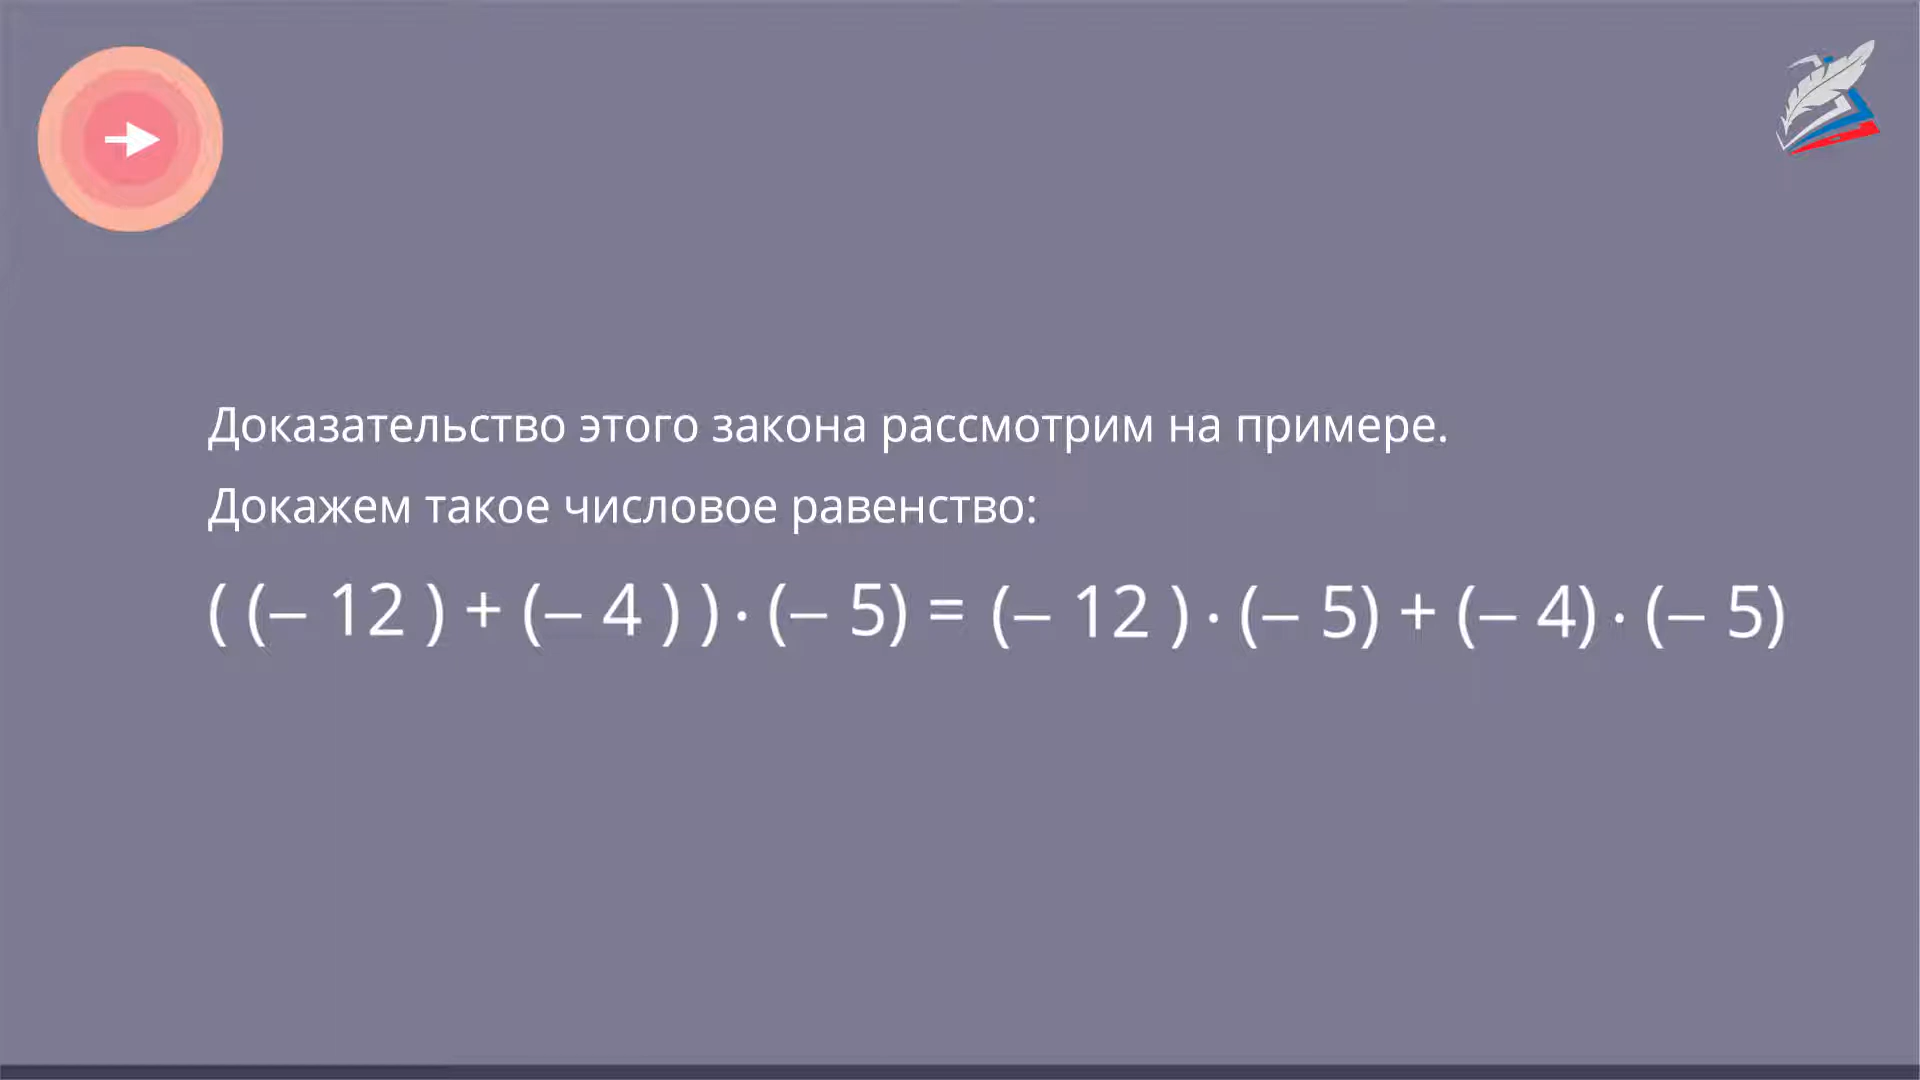 Доказательство этого закона рассмотрим на примере.
Докажем такое числовое равенство:
( (– 12 ) + (– 4 ) ) · (– 5) = (– 12 ) · (– 5) + (– 4) · (– 5)